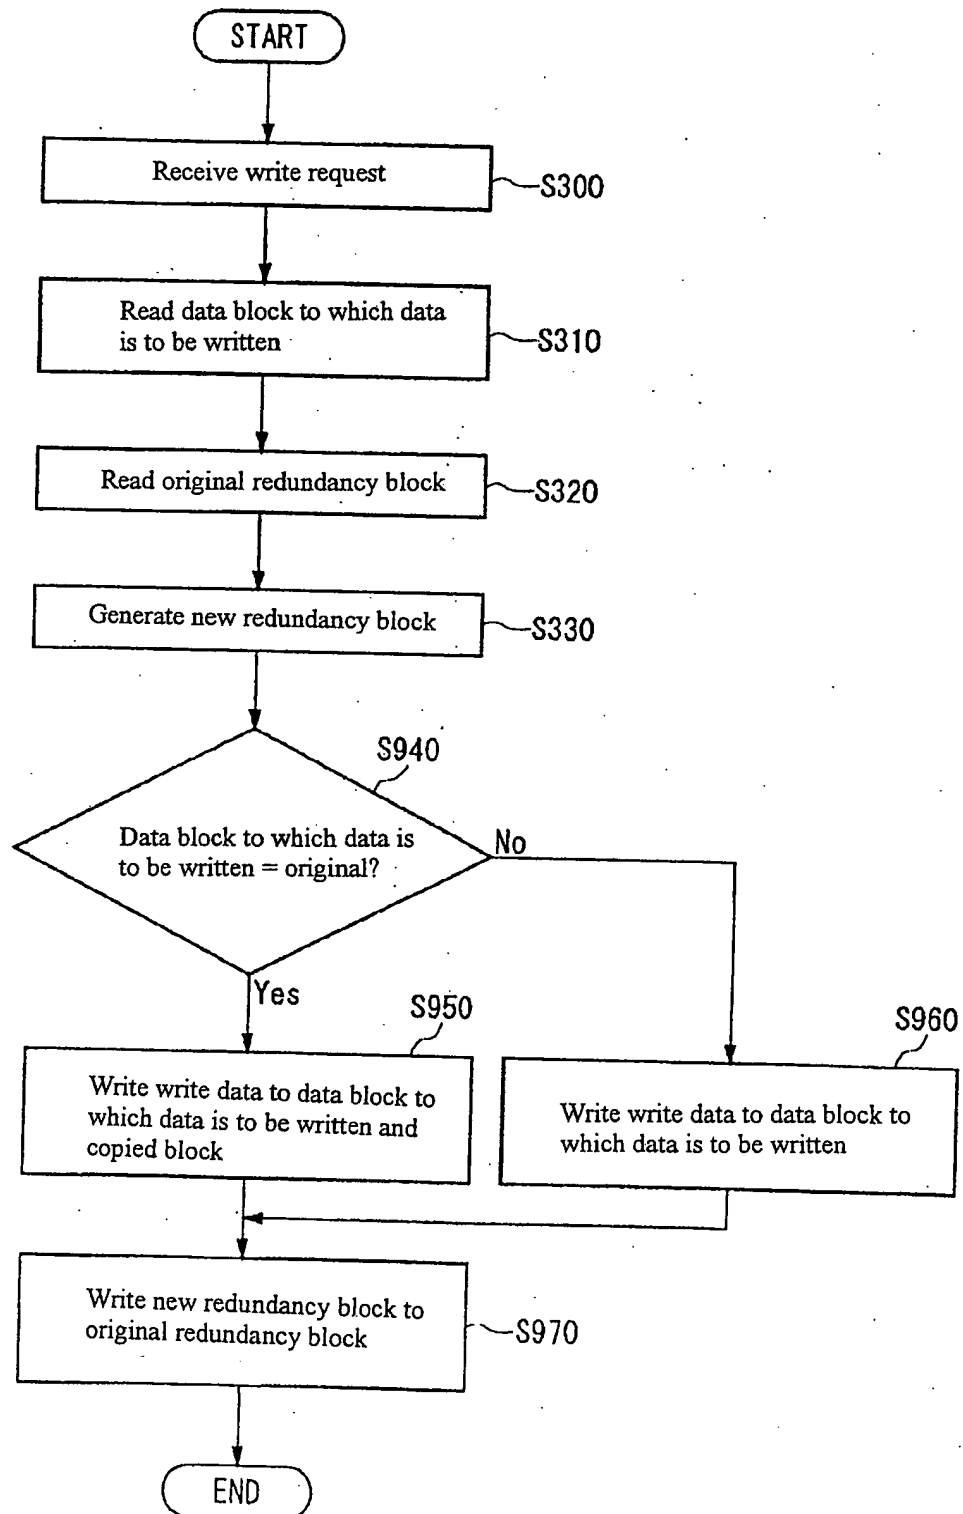 START
Receive write request
S300
Read data block to which data
is to be written
S310
Read original redundancy block
S320
Generate new redundancy block
S330
S940
Data block to which data is
to be written = original?
No
Yes
S950
Write write data to data block to
which data is to be written and
copied block
S960
Write write data to data block to
which data is to be written
Write new redundancy block to
original redundancy block
S970
END